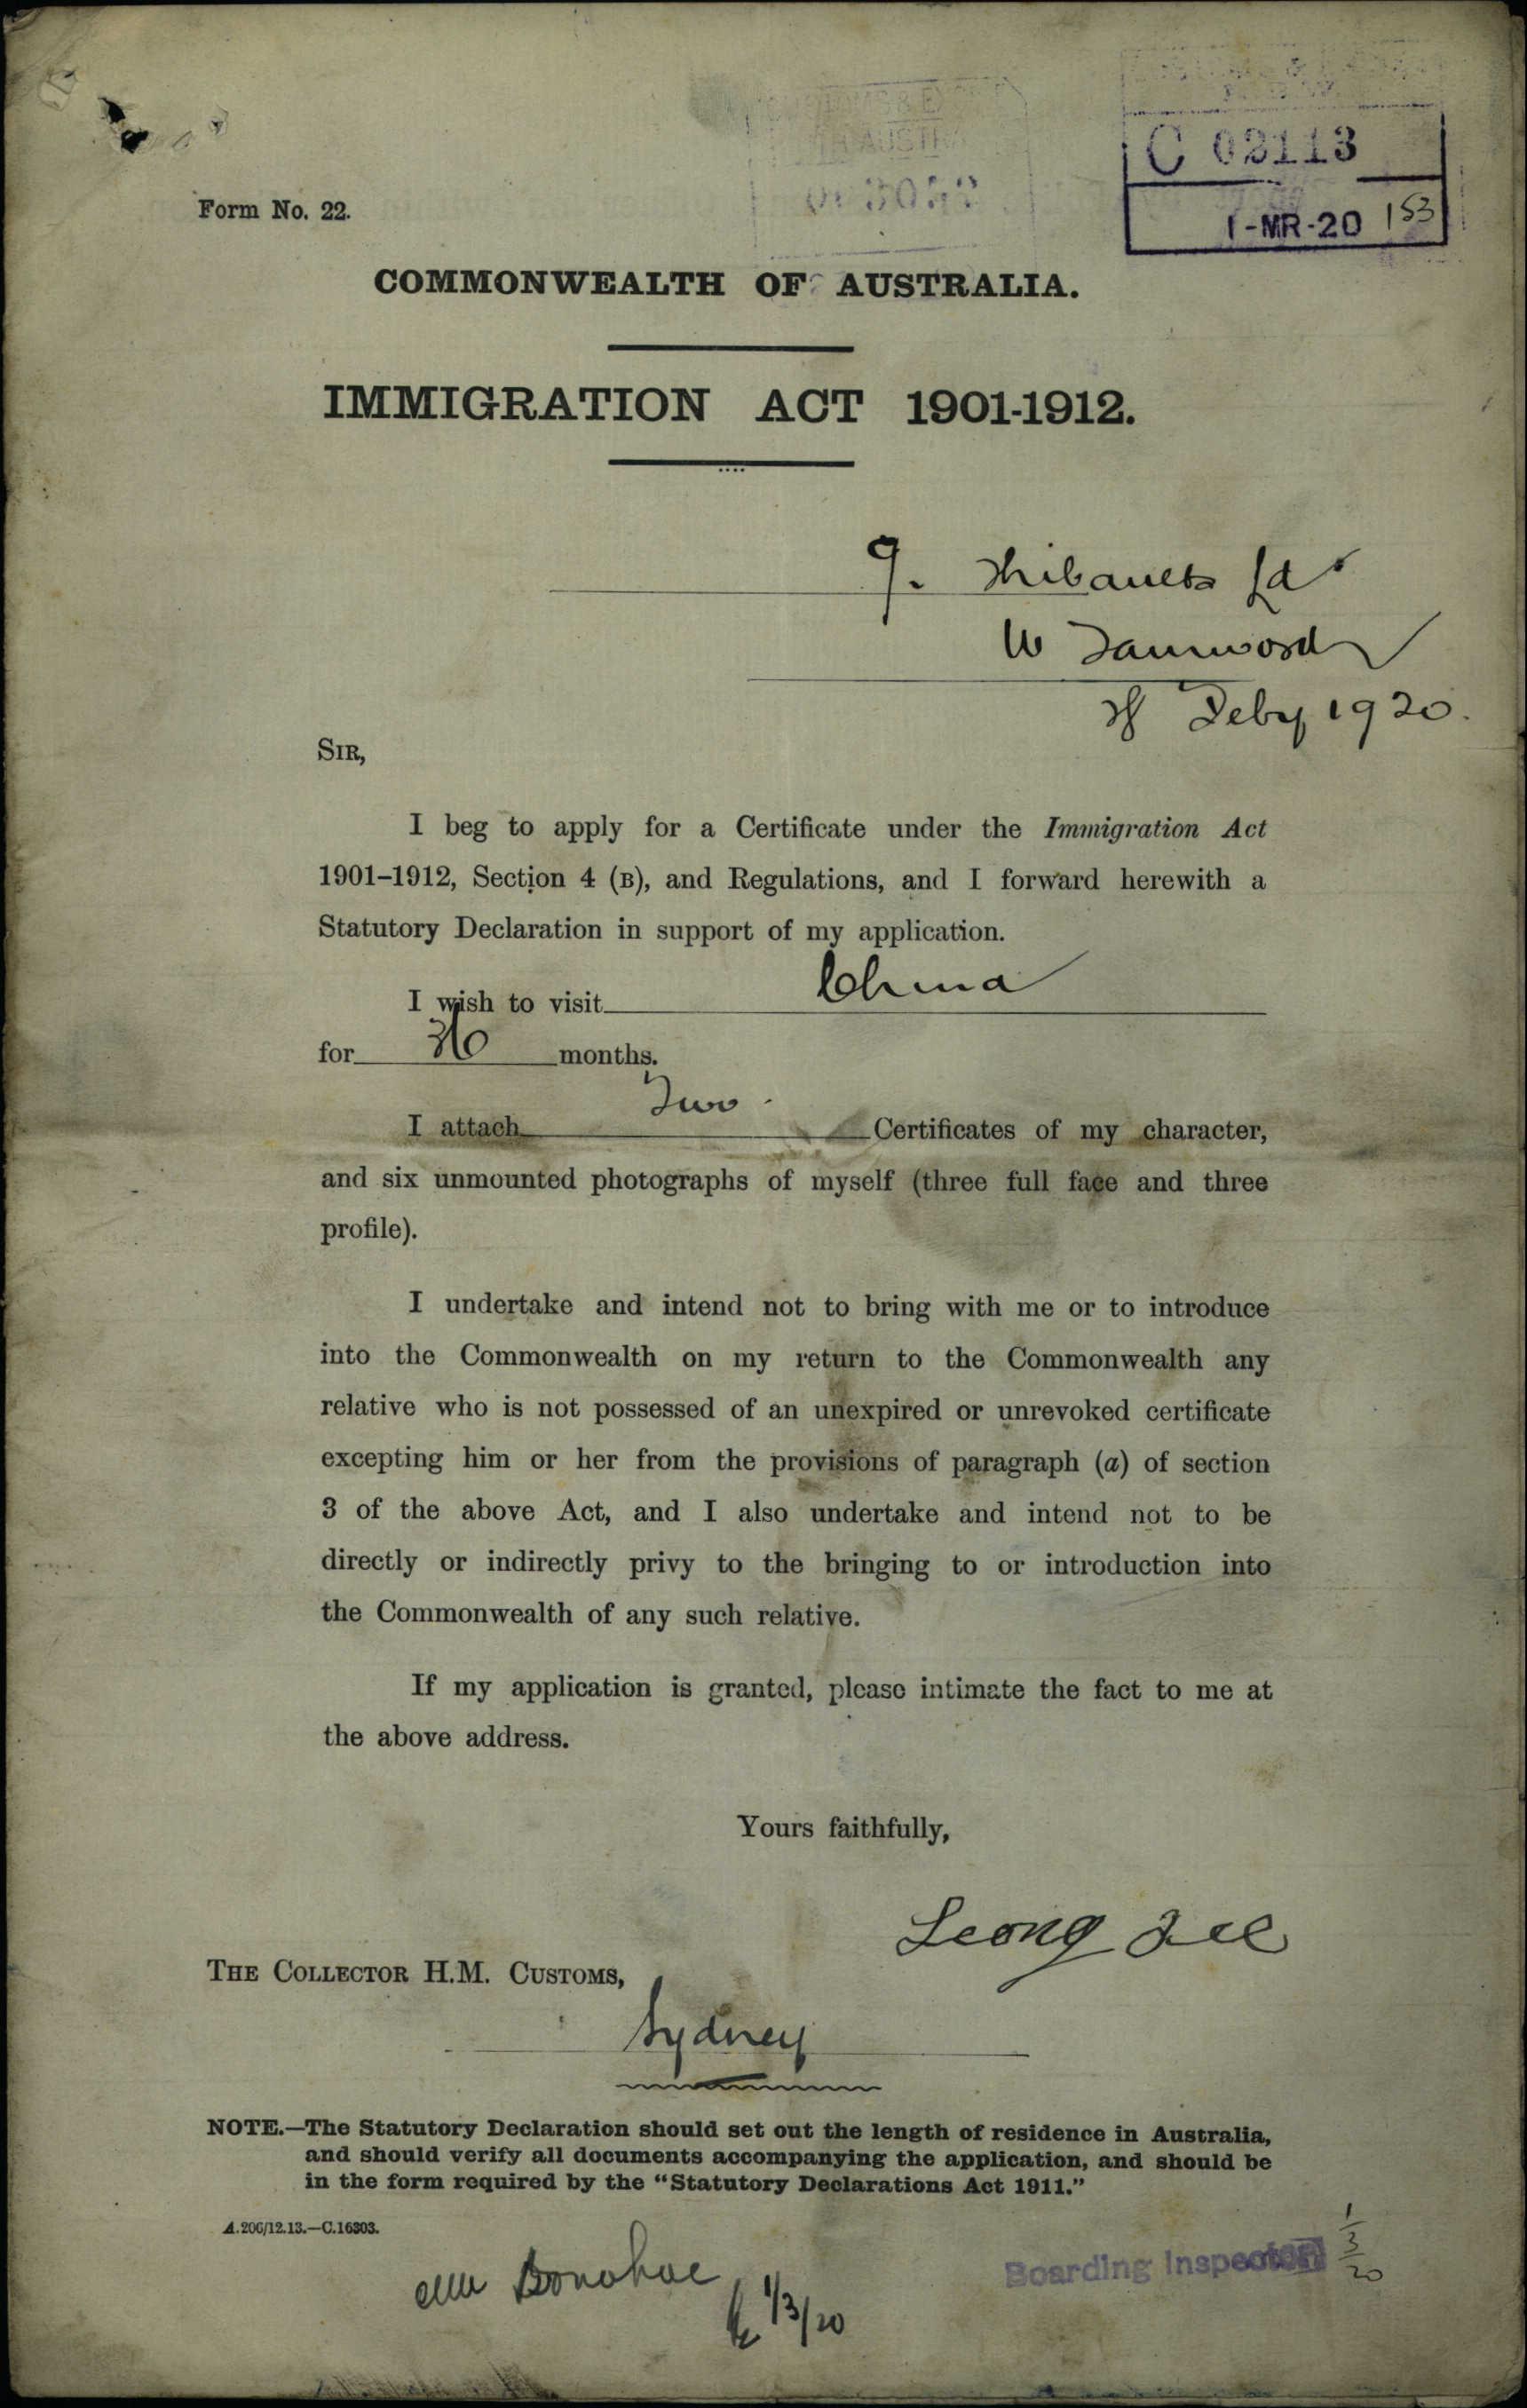 C 02113
1-MR-20 153
Form No. 22.
COMMONWEALTH OF AUSTRALIA.
IMMIGRATION ACT 1901-1912.
W Tamword
28 Feby 1920.
SIR,
I beg to apply for a Certificate under the Immigration Act
1901-1912, Section 4 (B), and Regulations, and I forward herewith a
Statutory Declaration in support of my application.
I wish to visit China
for 36 months.
I attach Two Certificates of my character,
and six unmounted photographs of myself (three full face and three
profile).
I undertake and intend not to bring with me or to introduce
into the Commonwealth on my return to the Commonwealth any
relative who is not possessed of an unexpired or unrevoked certificate
excepting him or her from the provisions of paragraph (a) of section
3 of the above Act, and I also undertake and intend not to be
directly or indirectly privy to the bringing to or introduction into
the Commonwealth of any such relative.
If my application is granted, please intimate the fact to me at
the above address.
Yours faithfully,
Leong Lee
THE COLLECTOR H.M. CUSTOMS,
Sydney
NOTE.—The Statutory Declaration should set out the length of residence in Australia,
and should verify all documents accompanying the application, and should be
in the form required by the "Statutory Declarations Act 1911."
A.206/12.13.—C.16303.
Donohoe
1/3/20
Boarding Inspector 1/3/20